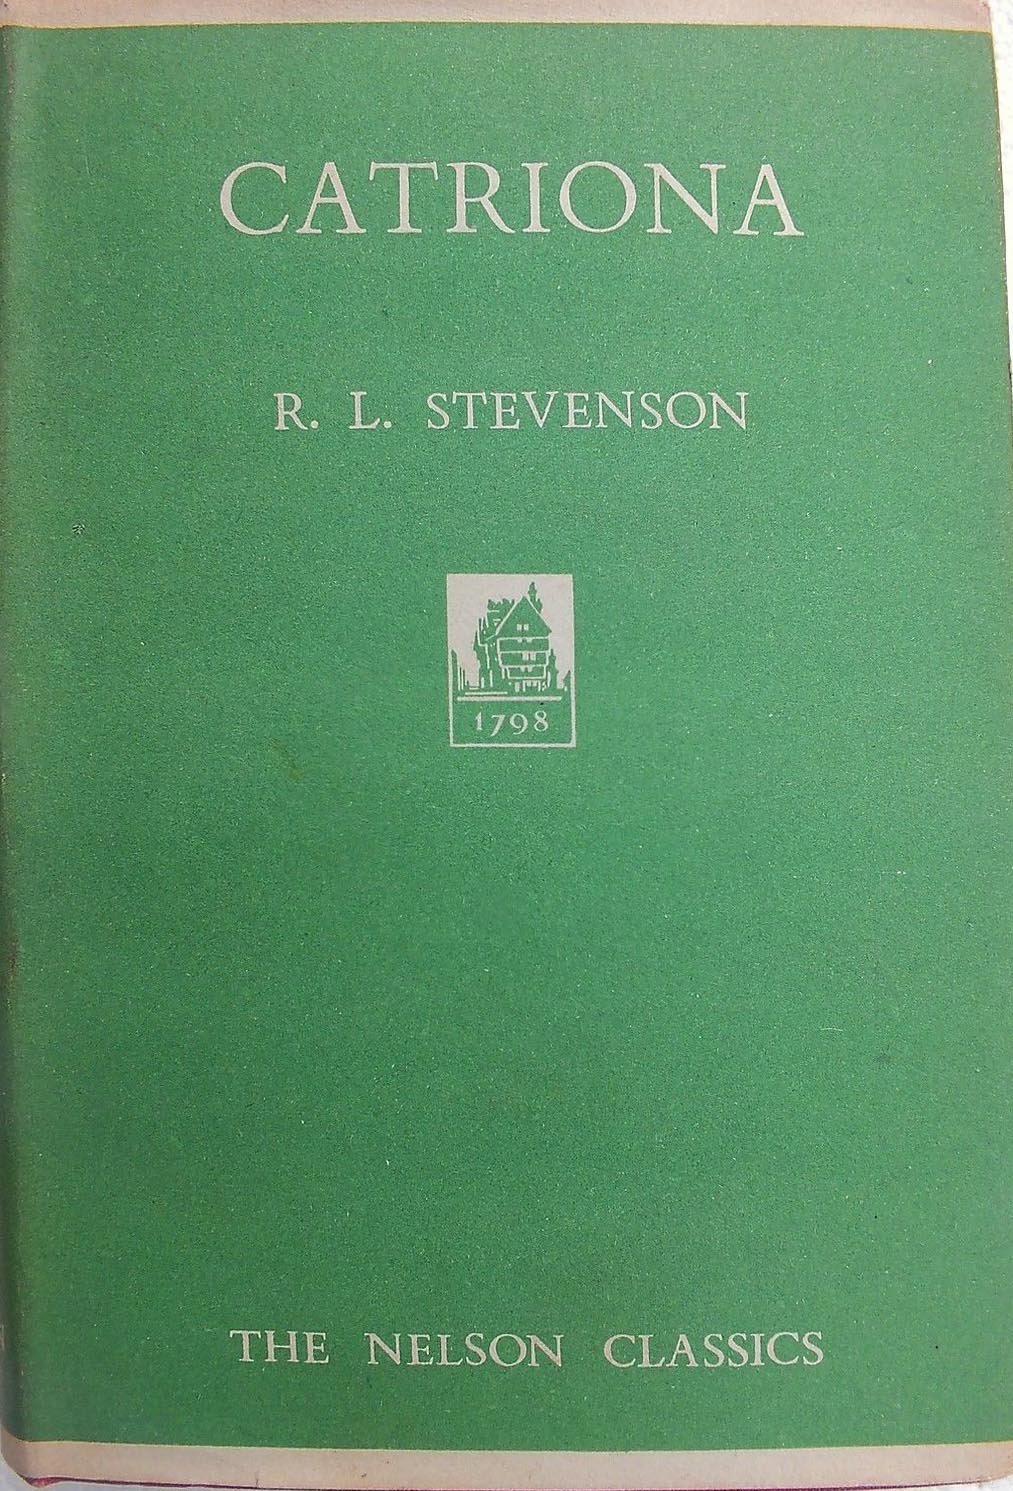 CATRIONA
R. L. STEVENSON
1798
THE NELSON CLASSICS